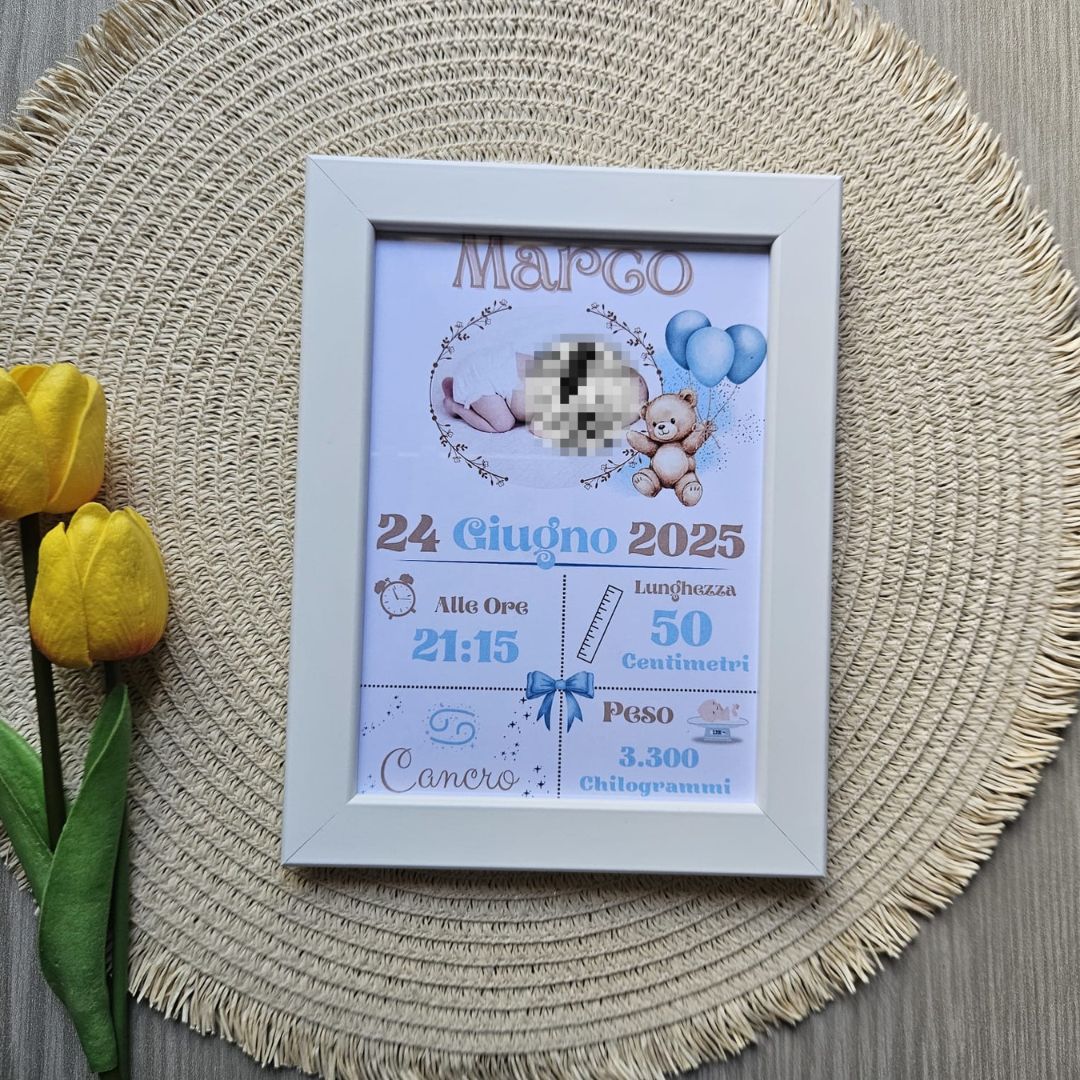 Marco
24 Giugno 2025
Alle Ore
21:15
Lunghezza
50
Centimetri
Cancro
Peso
3.300
Chilogrammi